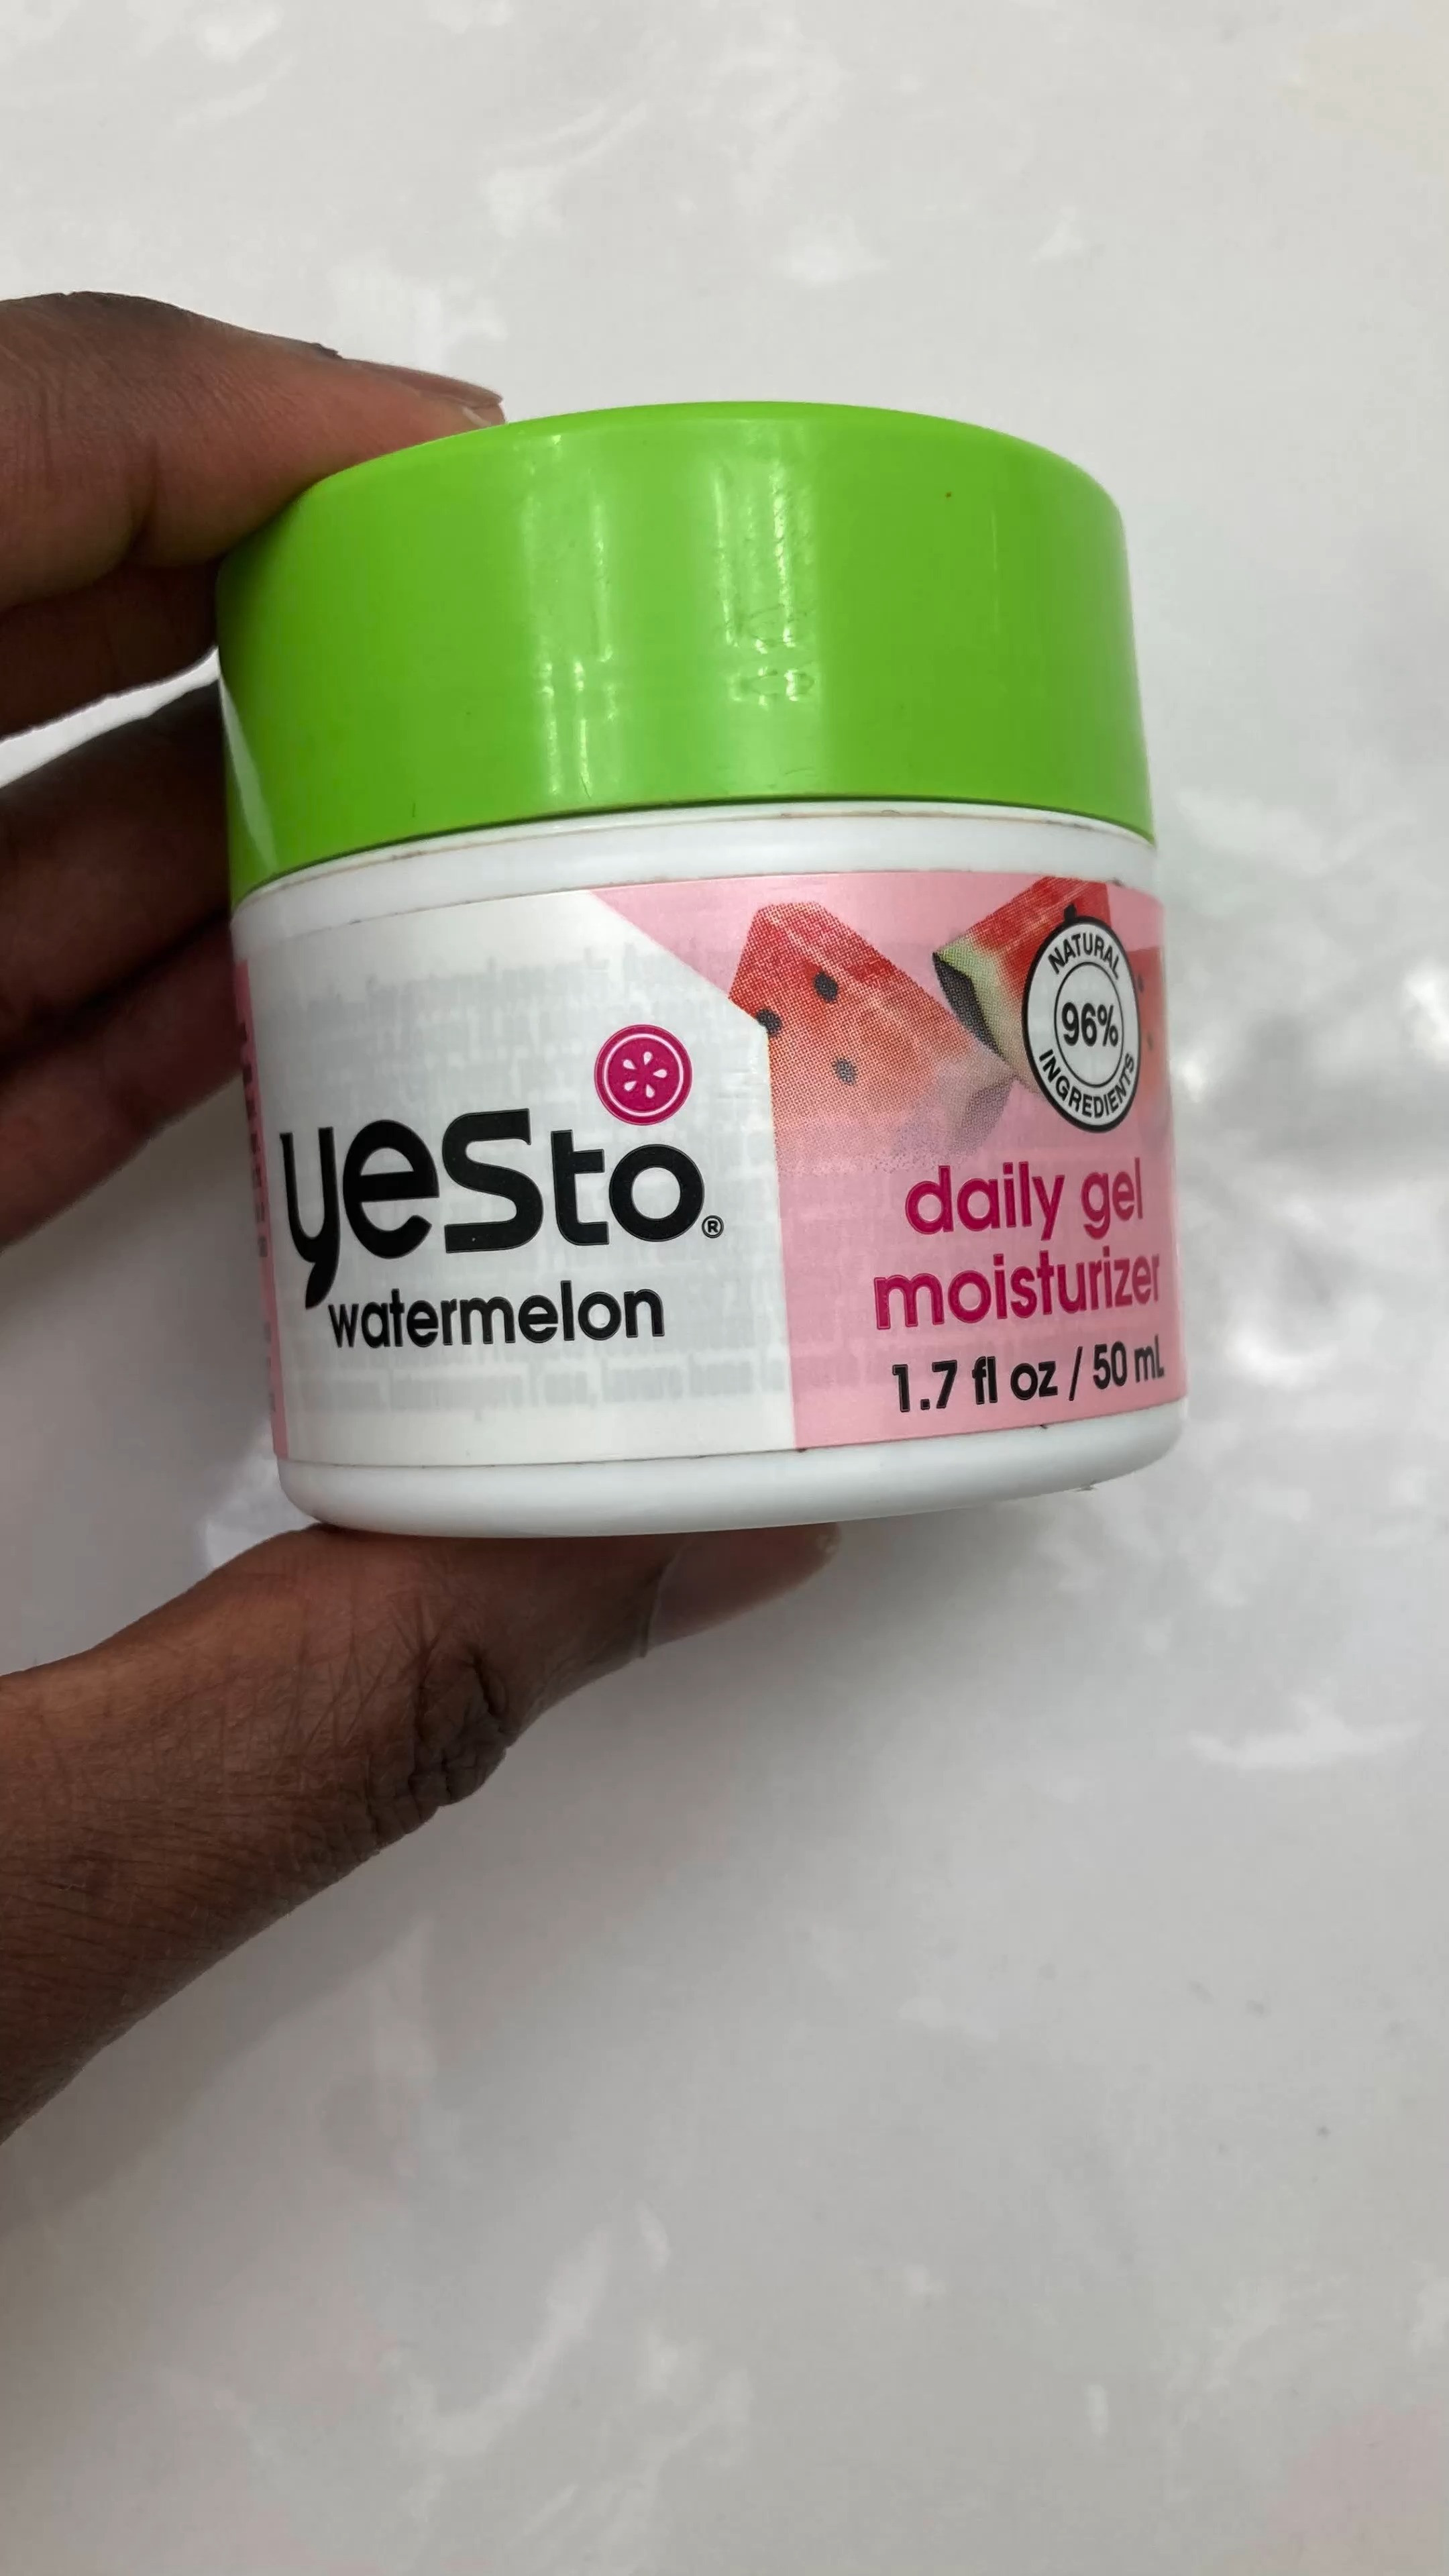 yesto®
watermelon
NATURAL
96%
INGREDIENTS
daily gel
moisturizer
1.7 fl oz / 50 mL